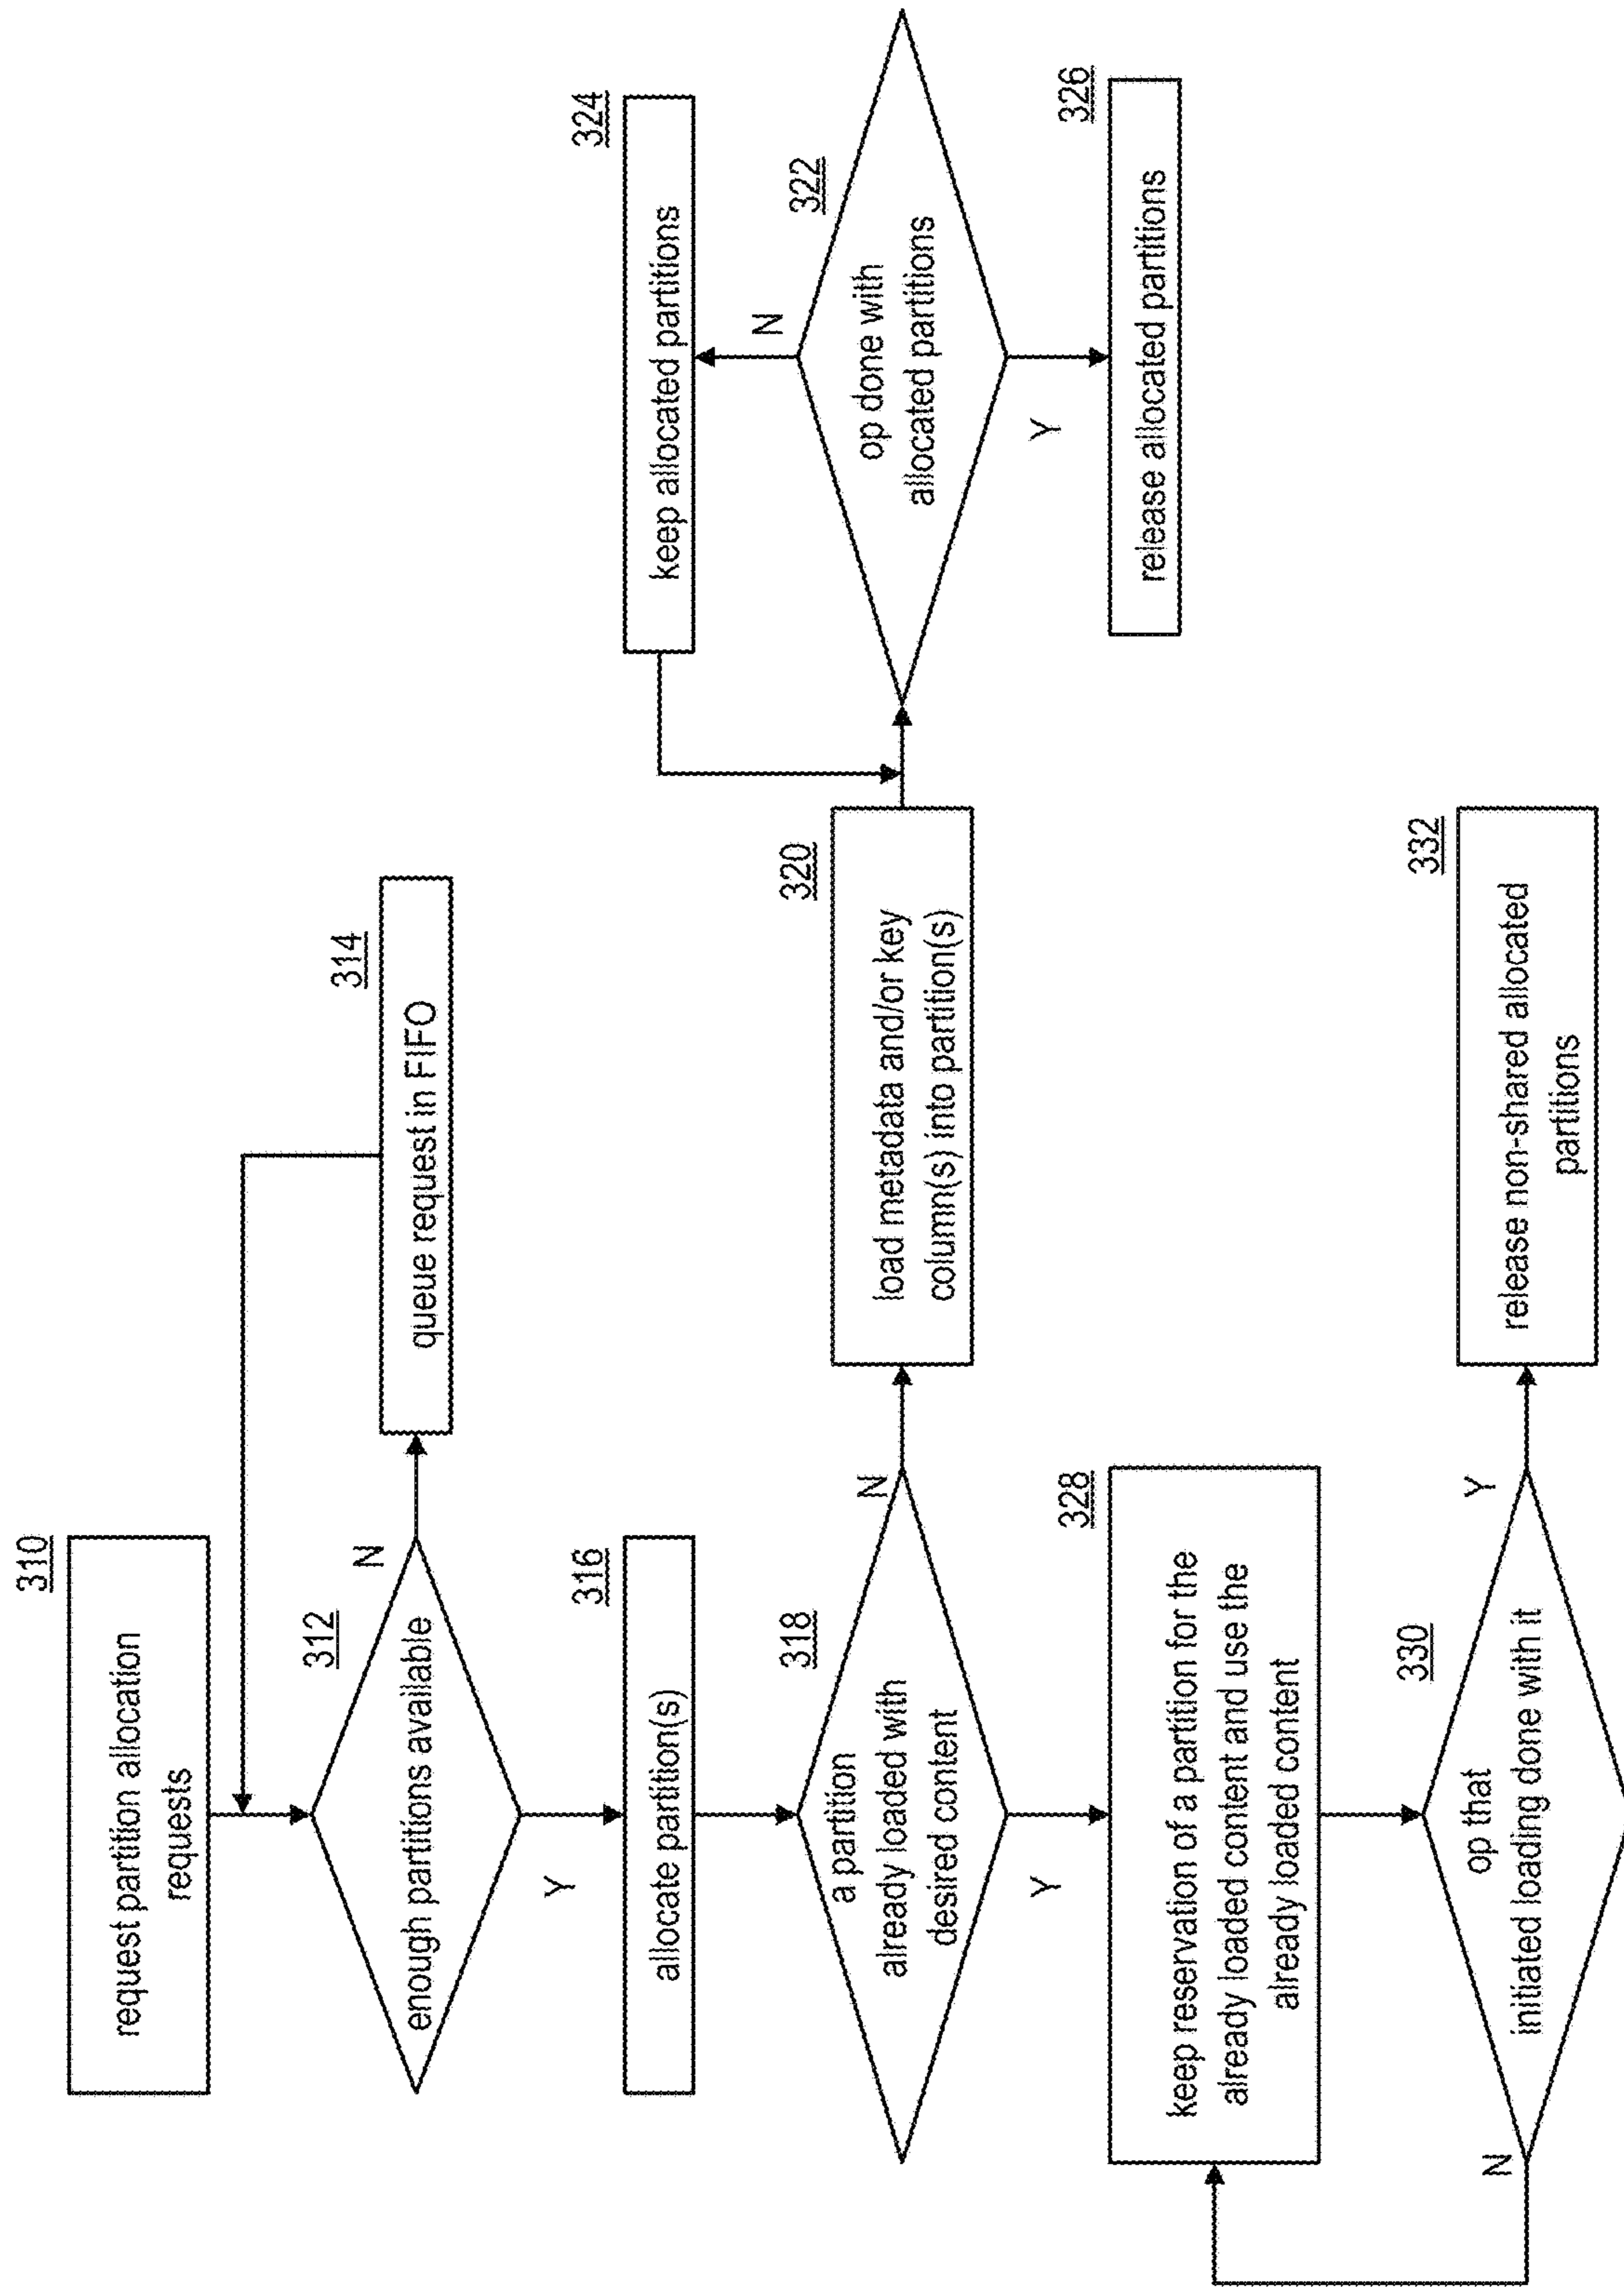 310
request partition allocation
requests
312
enough partitions available
N
Y
314
queue request in FIFO
316
allocate partition(s)
318
a partition
already loaded with
desired content
N
Y
320
load metadata and/or key
column(s) into partition(s)
324
keep allocated partitions
322
op done with
allocated partitions
N
Y
326
release allocated partitions
328
keep reservation of a partition for the
already loaded content and use the
already loaded content
330
op that
initiated loading done with it
N
Y
332
release non-shared allocated
partitions